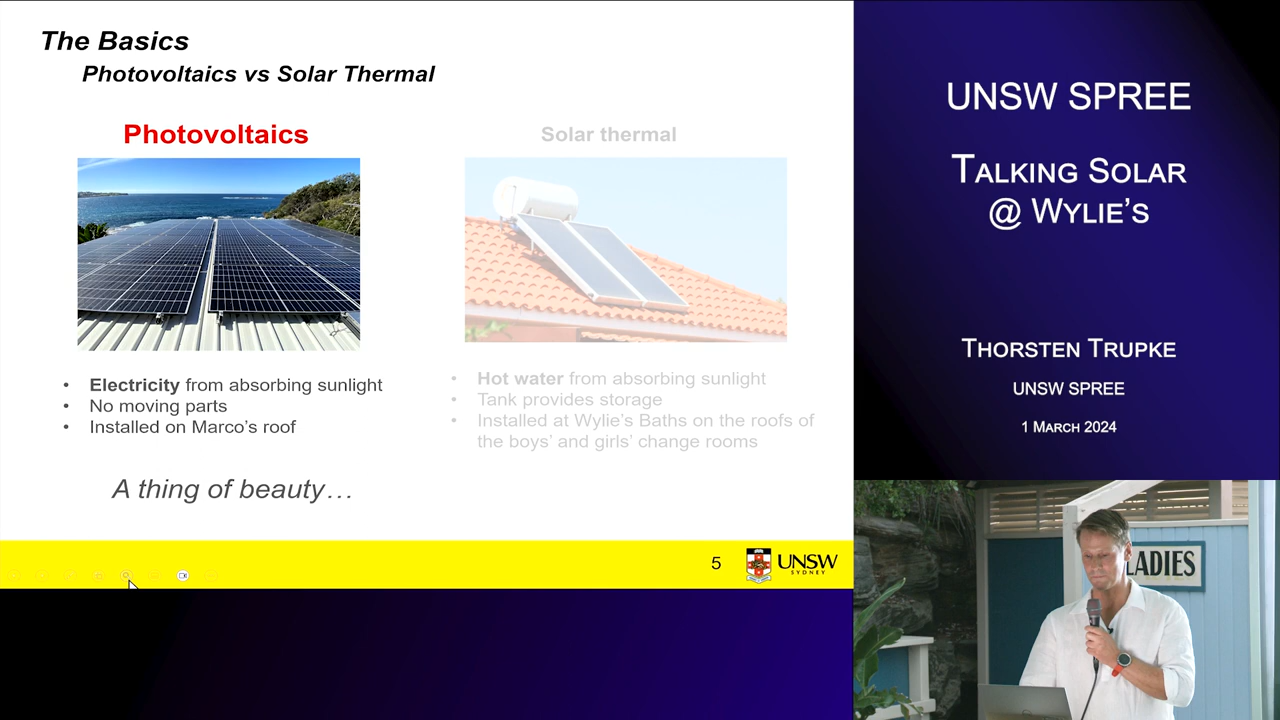 The Basics
Photovoltaics vs Solar Thermal
Photovoltaics
• Electricity from absorbing sunlight
• No moving parts
• Installed on Marco's roof
A thing of beauty…
Solar thermal
• Hot water from absorbing sunlight
• Tank provides storage
• Installed at Wylie's Baths on the roofs of
the boys' and girls' change rooms
5
UNSW
SYDNEY
UNSW SPREE
TALKING SOLAR
@ WYLIE'S
THORSTEN TRUPKE
UNSW SPREE
1 MARCH 2024
LADIES